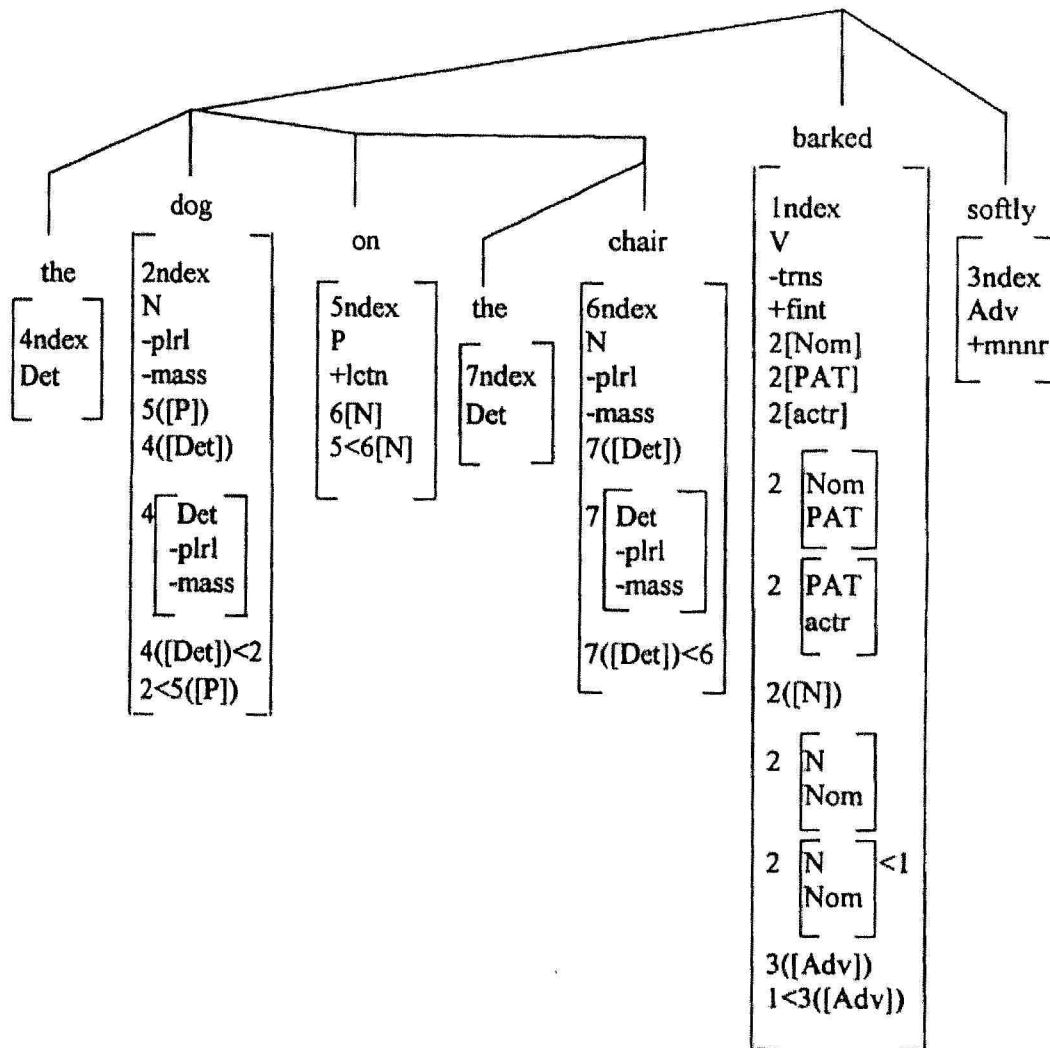 the
4ndex
Det
dog
2ndex
N
-plrl
-mass
5([P])
4([Det])
4 Det
-plrl
-mass
4([Det])<2
2<5([P])
on
5ndex
P
+lctn
6[N]
5<6[N]
the
7ndex
Det
chair
6ndex
N
-plrl
-mass
7([Det])
7 Det
-plrl
-mass
7([Det])<6
barked
1ndex
V
-trns
+fint
2[Nom]
2[PAT]
2[actr]
2 Nom
PAT
2 PAT
actr
2([N])
2 N
Nom
2 N <1
Nom
3([Adv])
1<3([Adv])
softly
3ndex
Adv
+mnnr